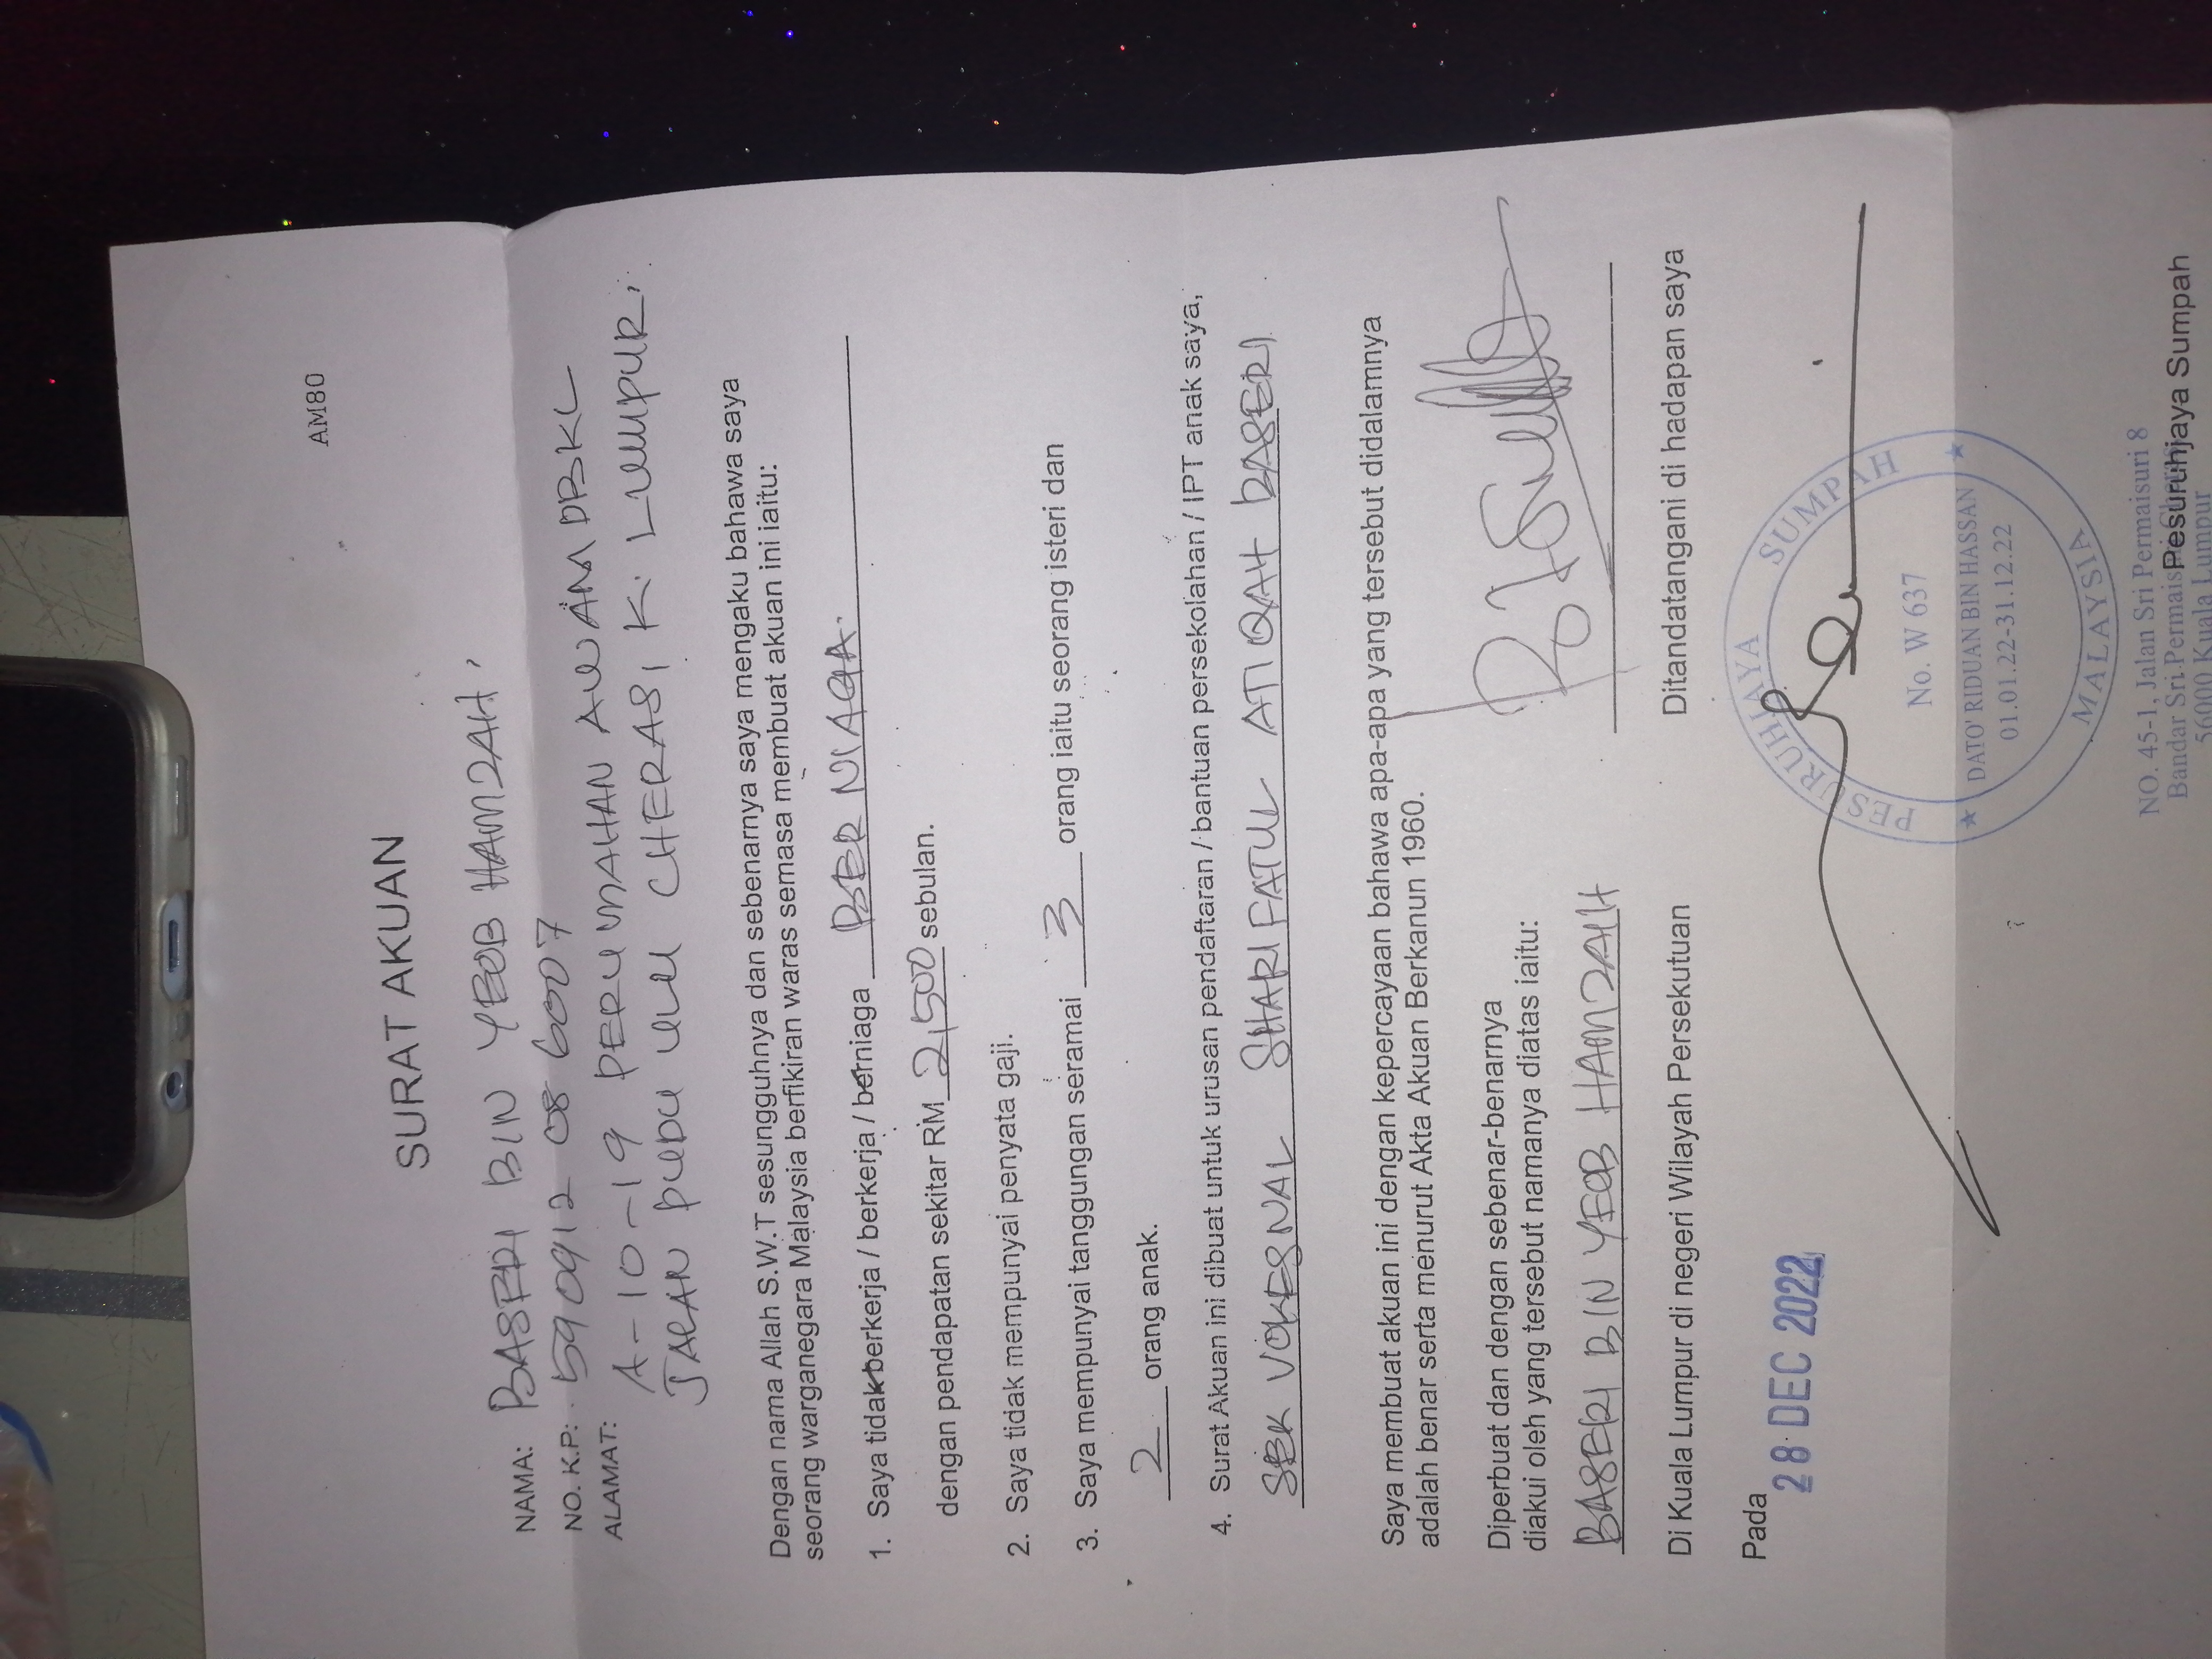 AM80
SURAT AKUAN
NAMA: BASERI BIN YEOB HAMZAH,
NO. K.P.: 590912 08 6007
ALAMAT: A-10-19 PERUMAHAN AWAM DBKL
JALAN PUDU ULU CHERAS, K. LUMPUR,
Dengan nama Allah S.W.T sesungguhnya dan sebenarnya saya mengaku bahawa saya
seorang warganegara Malaysia berfikiran waras semasa membuat akuan ini iaitu:
1. Saya tidak berkerja / berkerja / berniaga BER NIAGA.
dengan pendapatan sekitar RM 2,500 sebulan.
2. Saya tidak mempunyai penyata gaji.
3. Saya mempunyai tanggungan seramai 3 orang iaitu seorang isteri dan
2 orang anak.
4. Surat Akuan ini dibuat untuk urusan pendaftaran / bantuan persekolahan / IPT anak saya,
SEK VOKESNAL SHARIFATUL ATIQAH BASERI
Saya membuat akuan ini dengan kepercayaan bahawa apa-apa yang tersebut didalamnya
adalah benar serta menurut Akta Akuan Berkanun 1960.
Diperbuat dan dengan sebenar-benarnya
diakui oleh yang tersebut namanya diatas iaitu:
BASERI BIN YEOB HAMZAH
Di Kuala Lumpur di negeri Wilayah Persekutuan
Ditandatangani di hadapan saya
Pada
28 DEC 2022
PESURUHJAYA SUMPAH
No. W 637
DATO' RIDUAN BIN HASSAN
01.01.22-31.12.22
MALAYSIA
NO. 45-1, Jalan Sri Permaisuri 8
Bandar Sri Permaisuri
Pesuruhjaya Sumpah
56000 Kuala Lumpur